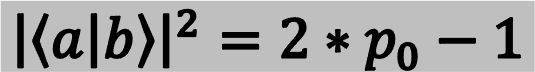 |⟨a|b⟩|² = 2 * p₀ − 1